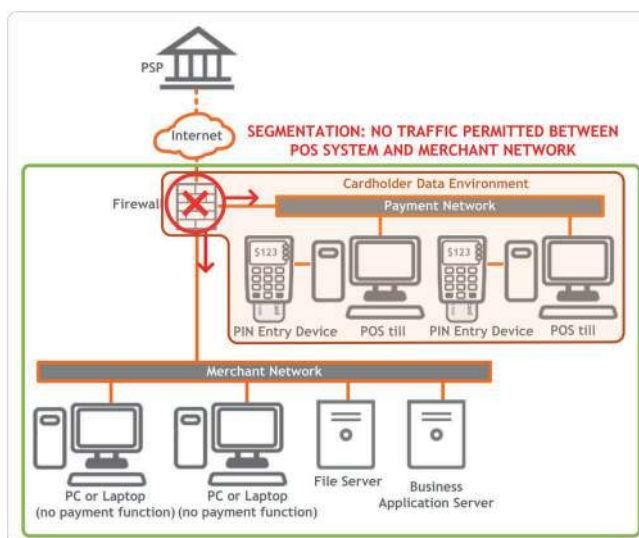 PSP
Internet
SEGMENTATION: NO TRAFFIC PERMITTED BETWEEN
POS SYSTEM AND MERCHANT NETWORK
Cardholder Data Environment
Firewall
Payment Network
$123
$123
PIN Entry Device
POS till
PIN Entry Device
POS till
Merchant Network
PC or Laptop
(no payment function)
PC or Laptop
(no payment function)
File Server
Business
Application Server